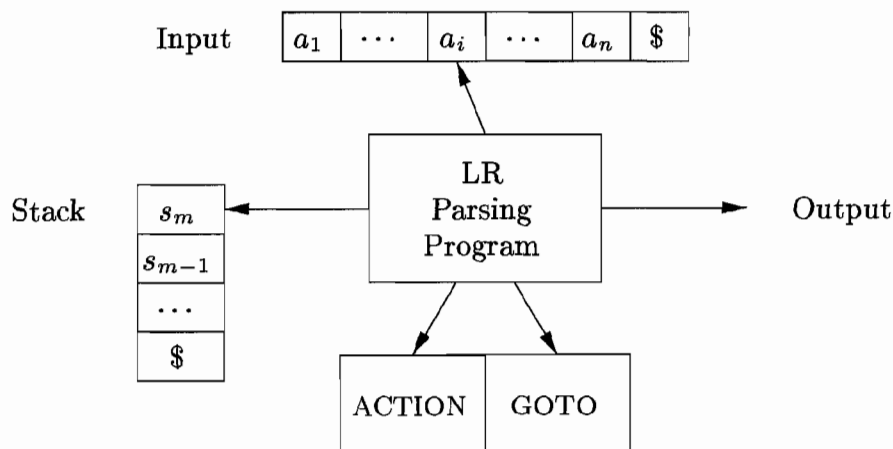 Input a₁ ⋯ aᵢ ⋯ aₙ $
LR
Parsing
Program
Stack
sₘ
sₘ₋₁
⋯
$
Output
ACTION GOTO